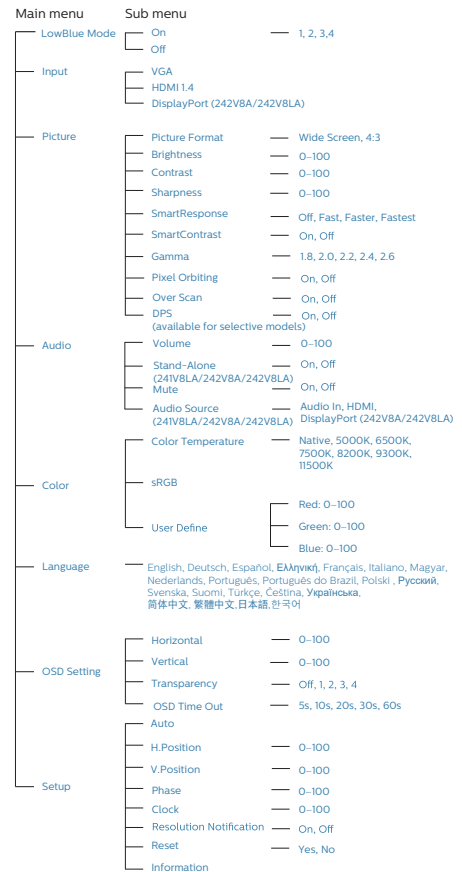 Main menu Sub menu
LowBlue Mode On 1, 2, 3,4
Off
Input VGA
HDMI 1.4
DisplayPort (242V8A/242V8LA)
Picture Picture Format Wide Screen, 4:3
Brightness 0–100
Contrast 0–100
Sharpness 0–100
SmartResponse Off, Fast, Faster, Fastest
SmartContrast On, Off
Gamma 1.8, 2.0, 2.2, 2.4, 2.6
Pixel Orbiting On, Off
Over Scan On, Off
DPS On, Off
(available for selective models)
Audio Volume 0–100
Stand-Alone On, Off
(241V8LA/242V8A/242V8LA)
Mute On, Off
Audio Source Audio In, HDMI,
(241V8LA/242V8A/242V8LA) DisplayPort (242V8A/242V8LA)
Color Temperature Native, 5000K, 6500K,
7500K, 8200K, 9300K,
11500K
Color sRGB
Red: 0–100
User Define Green: 0–100
Blue: 0–100
Language English, Deutsch, Español, Ελληνική, Français, Italiano, Magyar,
Nederlands, Português, Português do Brazil, Polski , Русский,
Svenska, Suomi, Türkçe, Čeština, Українська,
简体中文, 繁體中文,日本語,한국어
Horizontal 0–100
Vertical 0–100
OSD Setting Transparency Off, 1, 2, 3, 4
OSD Time Out 5s, 10s, 20s, 30s, 60s
Auto
H.Position 0–100
V.Position 0–100
Setup Phase 0–100
Clock 0–100
Resolution Notification On, Off
Reset Yes, No
Information